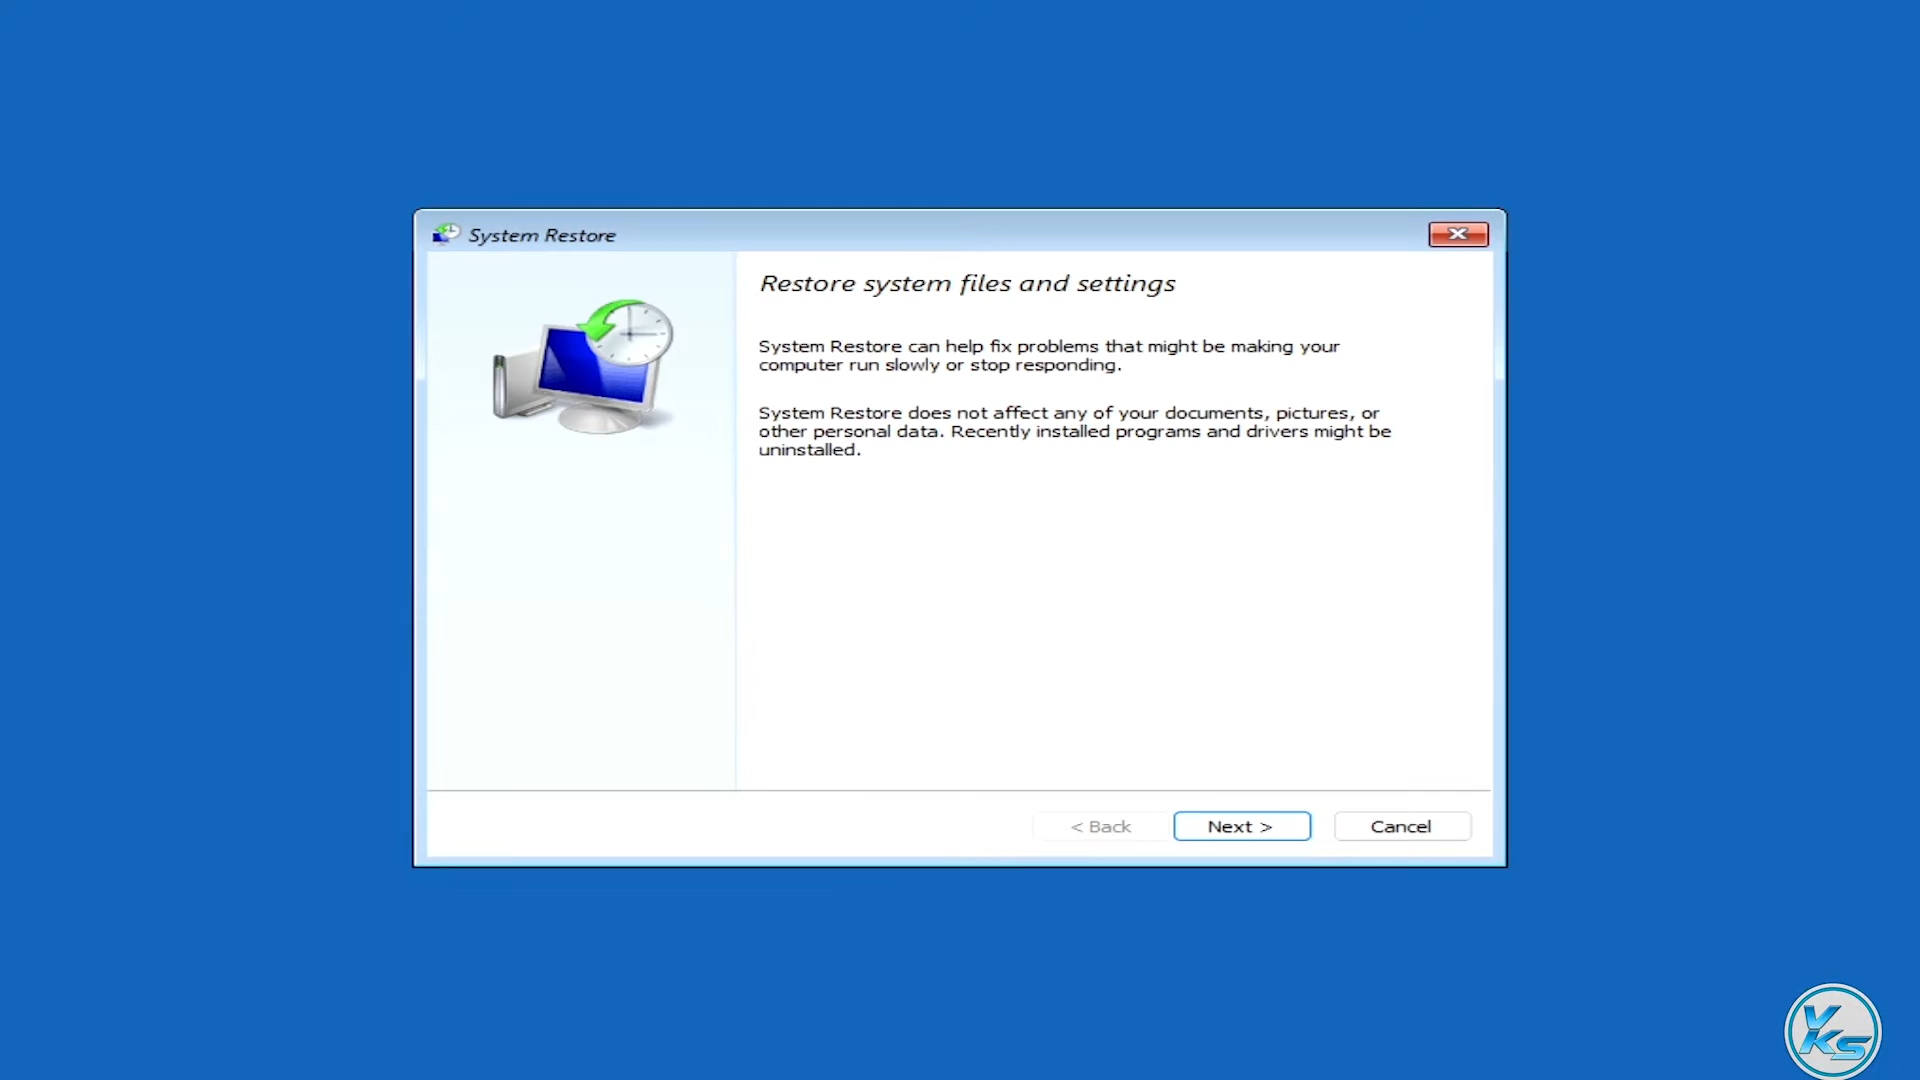 System Restore
Restore system files and settings
System Restore can help fix problems that might be making your
computer run slowly or stop responding.
System Restore does not affect any of your documents, pictures, or
other personal data. Recently installed programs and drivers might be
uninstalled.
< Back
Next >
Cancel
VKS